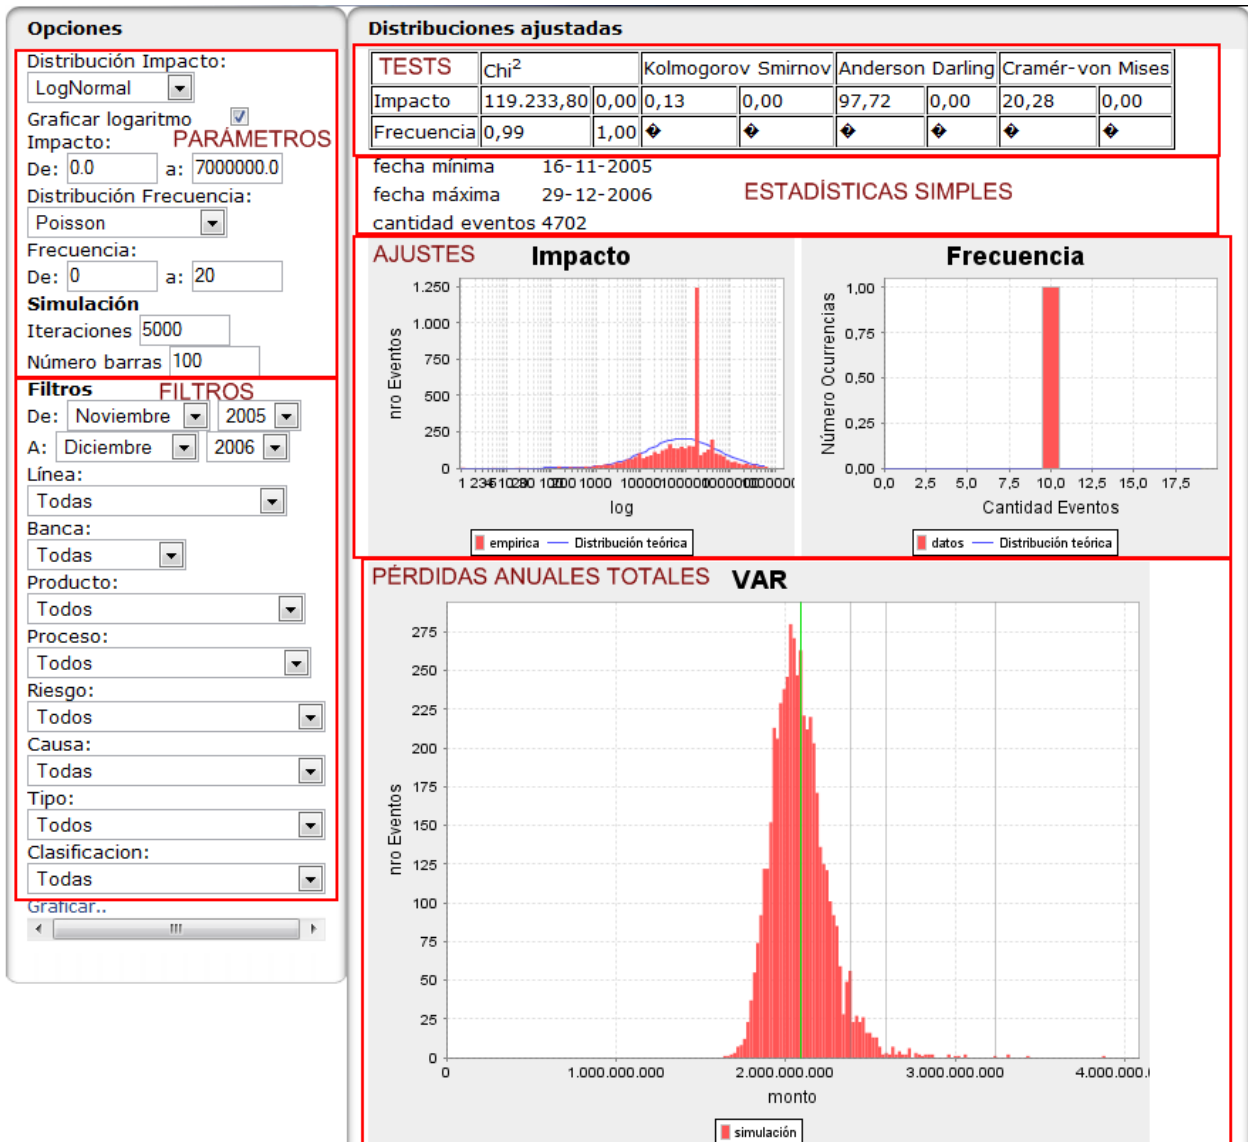 Opciones
Distribución Impacto:
LogNormal
Graficar logaritmo
PARÁMETROS
Impacto:
De: 0.0 a: 7000000.0
Distribución Frecuencia:
Poisson
Frecuencia:
De: 0 a: 20
Simulación
Iteraciones 5000
Número barras 100
Filtros FILTROS
De: Noviembre 2005
A: Diciembre 2006
Línea:
Todas
Banca:
Todas
Producto:
Todos
Proceso:
Todos
Riesgo:
Todos
Causa:
Todas
Tipo:
Todos
Clasificacion:
Todas
Graficar..
Distribuciones ajustadas
TESTS Chi² Kolmogorov Smirnov Anderson Darling Cramér-von Mises
Impacto 119.233,80 0,00 0,13 0,00 97,72 0,00 20,28 0,00
Frecuencia 0,99 1,00 � � � � � �
fecha mínima 16-11-2005
fecha máxima 29-12-2006
cantidad eventos 4702
ESTADÍSTICAS SIMPLES
AJUSTES Impacto
1.250
1.000
750
500
250
0
nro Eventos
log
empirica Distribución teórica
Frecuencia
1,00
0,75
0,50
0,25
0,00
Número Ocurrencias
0,0 2,5 5,0 7,5 10,0 12,5 15,0 17,5
Cantidad Eventos
datos Distribución teórica
PÉRDIDAS ANUALES TOTALES VAR
275
250
225
200
175
150
125
100
75
50
25
0
nro Eventos
0 1.000.000.000 2.000.000.000 3.000.000.000 4.000.000.
monto
simulación